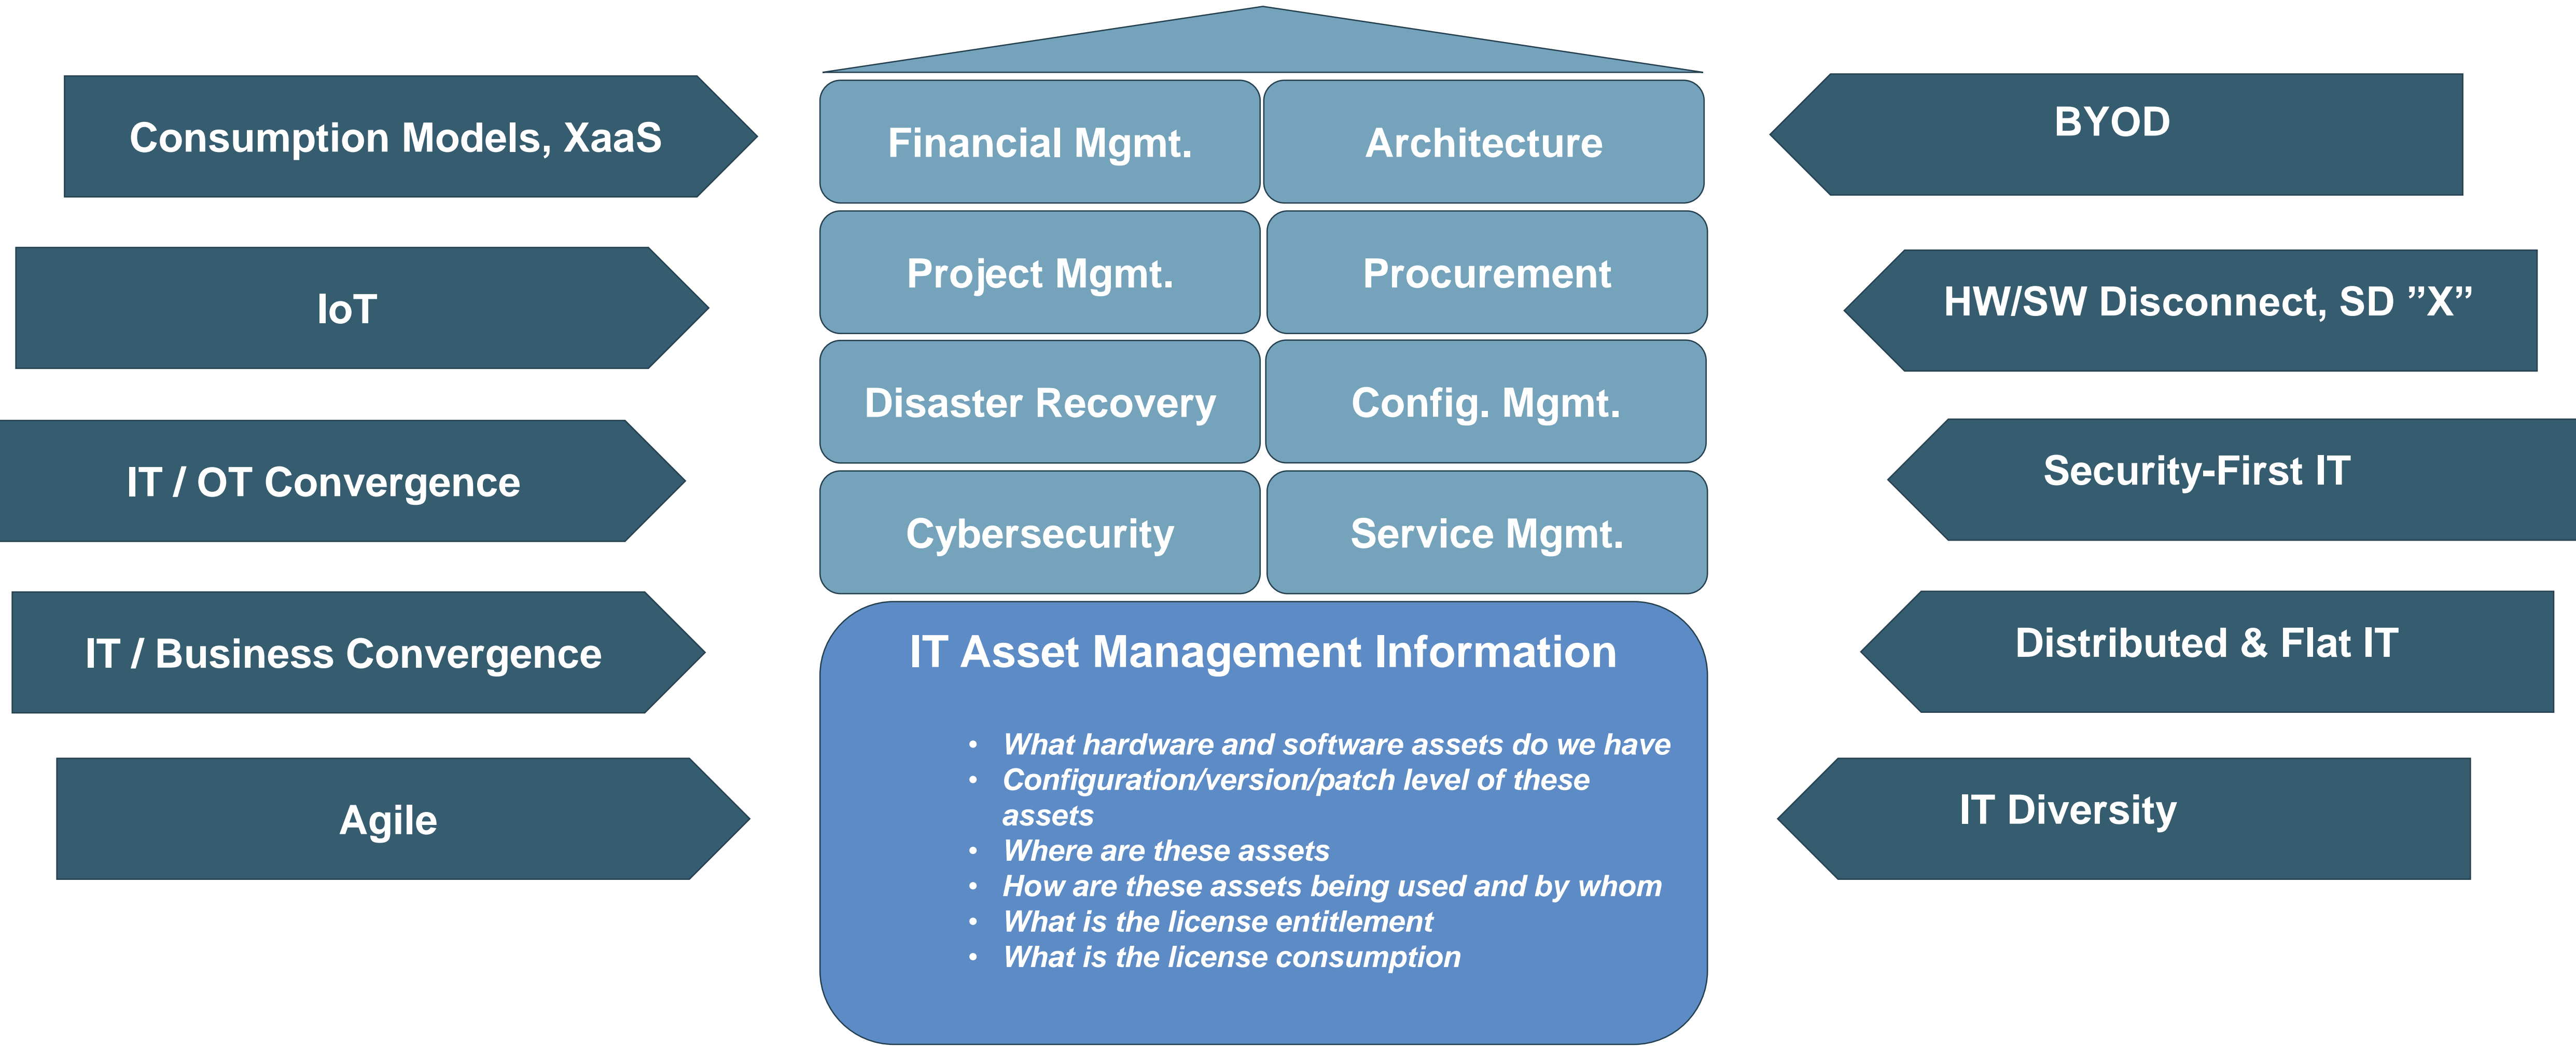 Consumption Models, XaaS
IoT
IT / OT Convergence
IT / Business Convergence
Agile
Financial Mgmt.
Architecture
Project Mgmt.
Procurement
Disaster Recovery
Config. Mgmt.
Cybersecurity
Service Mgmt.
IT Asset Management Information
• What hardware and software assets do we have
• Configuration/version/patch level of these
assets
• Where are these assets
• How are these assets being used and by whom
• What is the license entitlement
• What is the license consumption
BYOD
HW/SW Disconnect, SD ”X”
Security-First IT
Distributed & Flat IT
IT Diversity